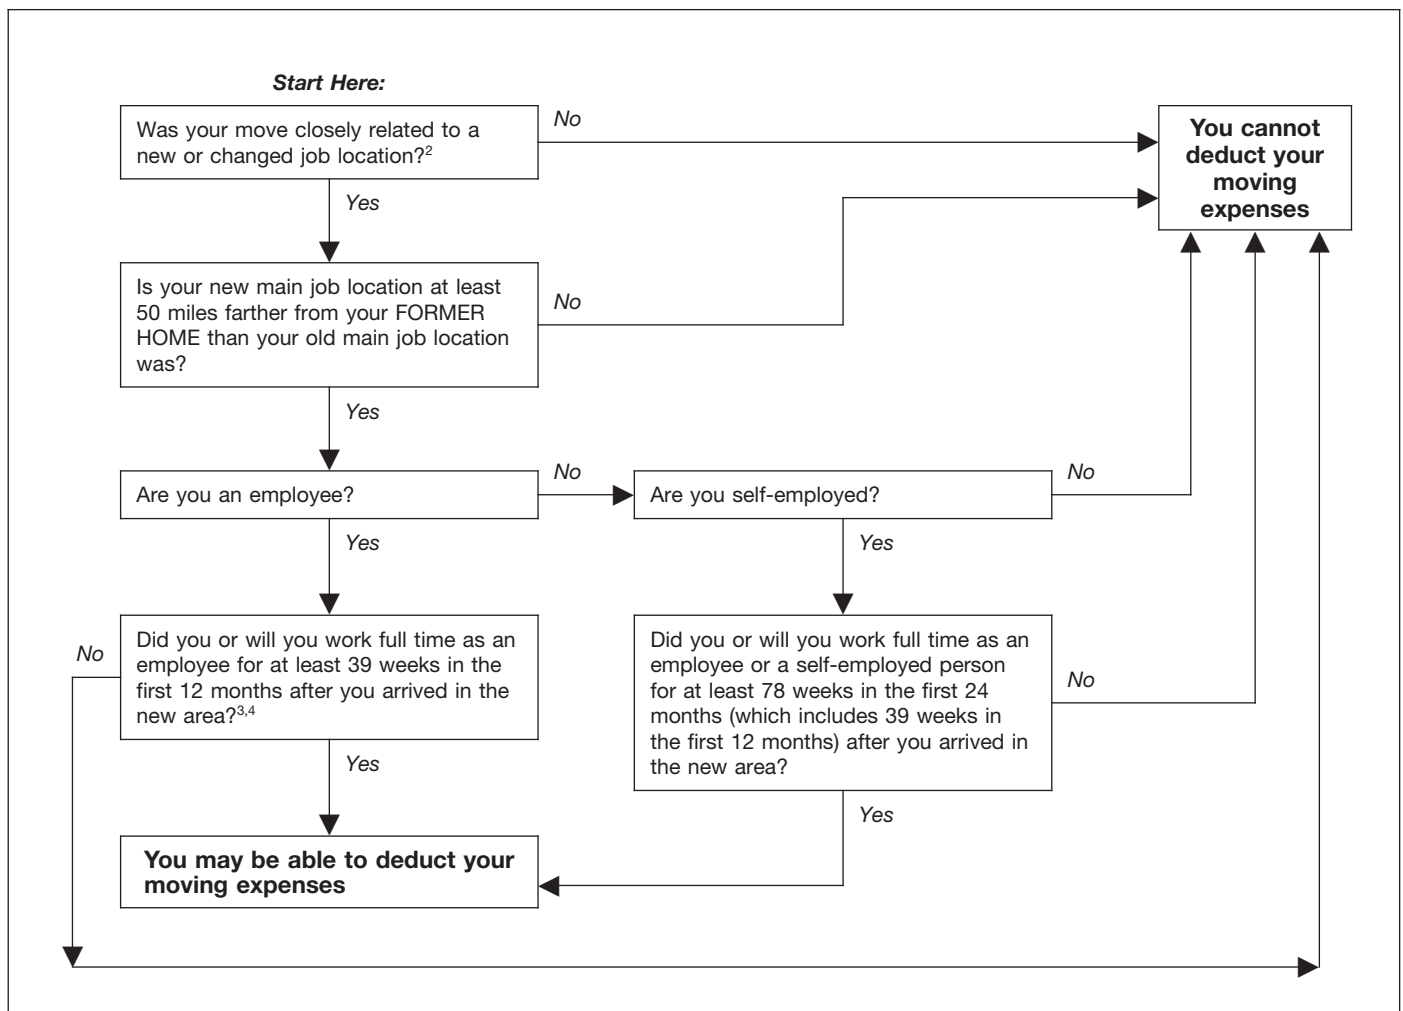 Start Here:
Was your move closely related to a
new or changed job location?2
No
You cannot
deduct your
moving
expenses
Yes
Is your new main job location at least
50 miles farther from your FORMER
HOME than your old main job location
was?
No
Yes
Are you an employee?
No
Are you self-employed?
No
Yes
Yes
No
Did you or will you work full time as an
employee for at least 39 weeks in the
first 12 months after you arrived in the
new area?3,4
Did you or will you work full time as an
employee or a self-employed person
for at least 78 weeks in the first 24
months (which includes 39 weeks in
the first 12 months) after you arrived in
the new area?
No
Yes
Yes
You may be able to deduct your
moving expenses